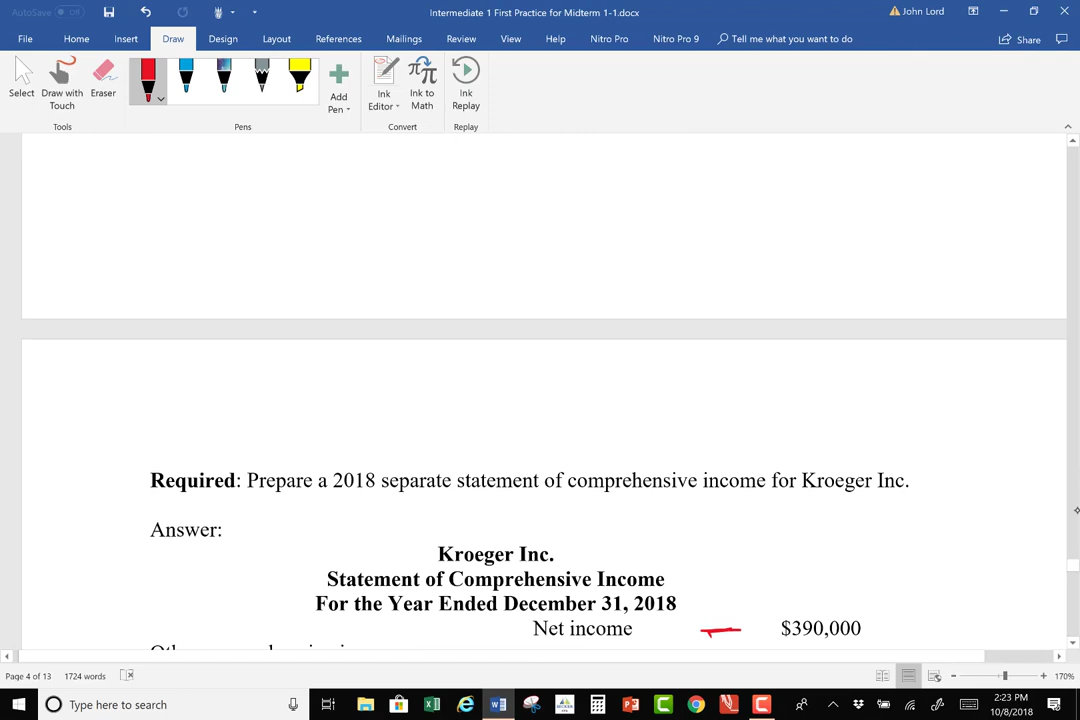 AutoSave Off
Intermediate 1 First Practice for Midterm 1-1.docx
John Lord
File Home Insert Draw Design Layout References Mailings Review View Help Nitro Pro Nitro Pro 9 Tell me what you want to do
Share
Select
Draw with Touch
Eraser
Add Pen
Ink Editor
Ink to Math
Ink Replay
Tools
Pens
Convert
Replay
Required: Prepare a 2018 separate statement of comprehensive income for Kroeger Inc.
Answer:
Kroeger Inc.
Statement of Comprehensive Income
For the Year Ended December 31, 2018
Net income $390,000
Page 4 of 13 1724 words
170%
Type here to search
2:23 PM
10/8/2018